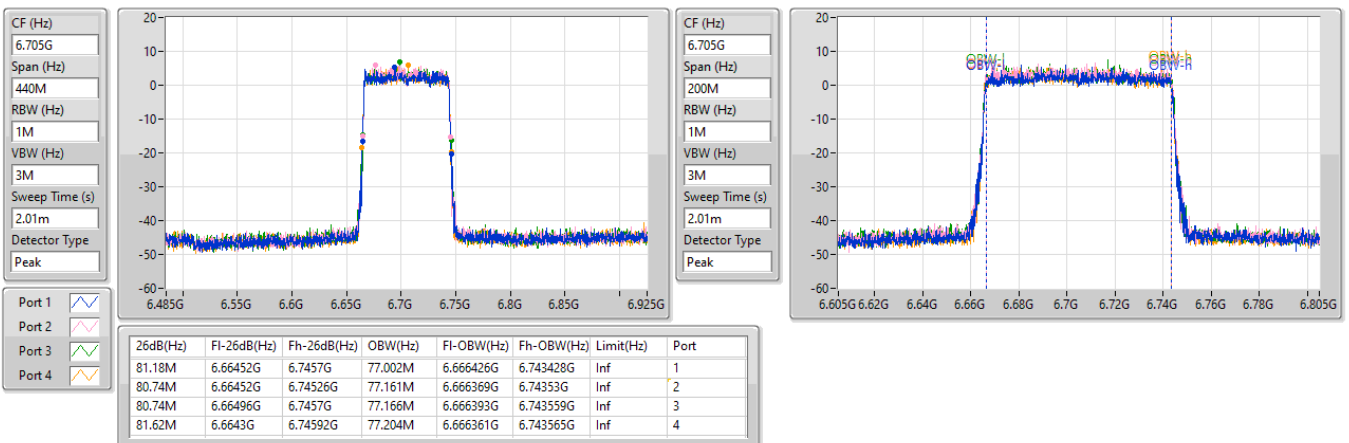 CF (Hz)
6.705G
Span (Hz)
440M
RBW (Hz)
1M
VBW (Hz)
3M
Sweep Time (s)
2.01m
Detector Type
Peak
20
10
0
-10
-20
-30
-40
-50
-60
6.485G 6.55G 6.6G 6.65G 6.7G 6.75G 6.8G 6.85G 6.925G
CF (Hz)
6.705G
Span (Hz)
200M
RBW (Hz)
1M
VBW (Hz)
3M
Sweep Time (s)
2.01m
Detector Type
Peak
20
10
0
-10
-20
-30
-40
-50
-60
OBW-l OBW-h
OBW-l OBW-h
6.605G 6.62G 6.64G 6.66G 6.68G 6.7G 6.72G 6.74G 6.76G 6.78G 6.805G
Port 1
Port 2
Port 3
Port 4
26dB(Hz) Fl-26dB(Hz) Fh-26dB(Hz) OBW(Hz) Fl-OBW(Hz) Fh-OBW(Hz) Limit(Hz) Port
81.18M 6.66452G 6.7457G 77.002M 6.666426G 6.743428G Inf 1
80.74M 6.66452G 6.74526G 77.161M 6.666369G 6.74353G Inf 2
80.74M 6.66496G 6.7457G 77.166M 6.666393G 6.743559G Inf 3
81.62M 6.6643G 6.74592G 77.204M 6.666361G 6.743565G Inf 4